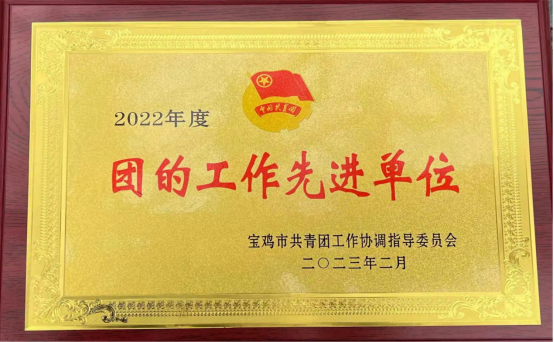 中国共青团
2022年度
团的工作先进单位
宝鸡市共青团工作协调指导委员会
二〇二三年二月